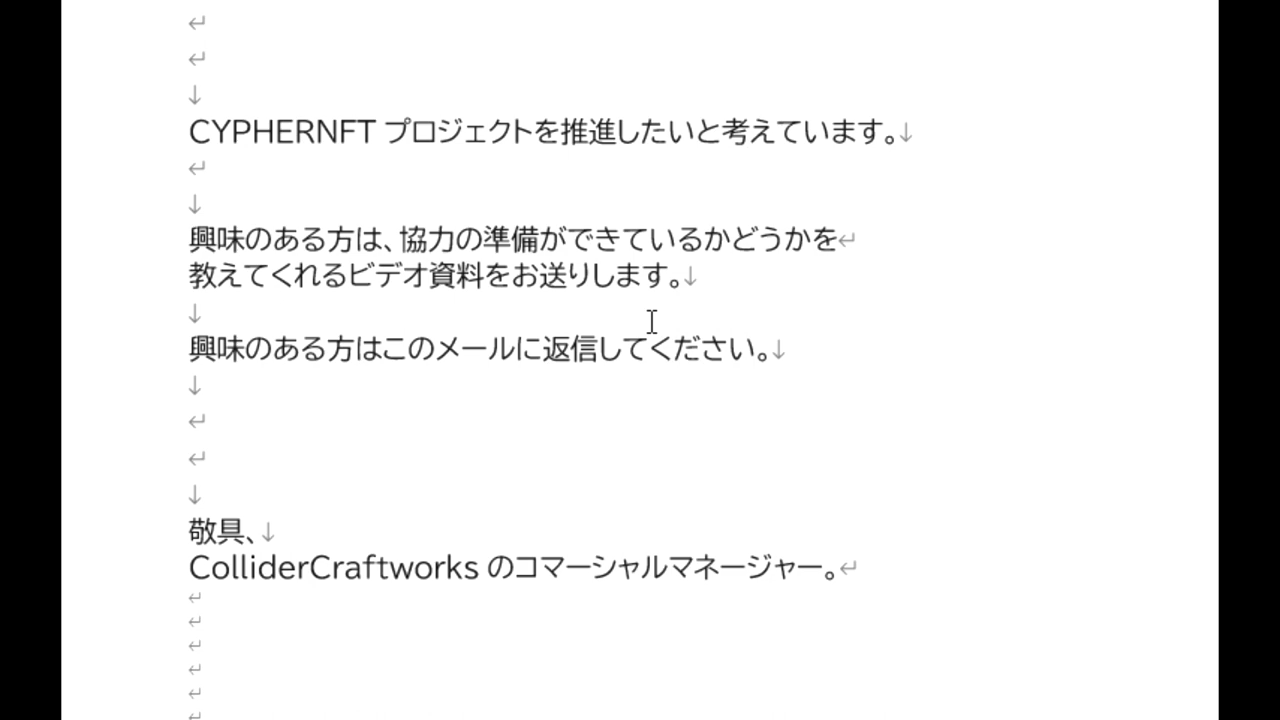 CYPHERNFT プロジェクトを推進したいと考えています。
興味のある方は、協力の準備ができているかどうかを
教えてくれるビデオ資料をお送りします。
興味のある方はこのメールに返信してください。
敬具、
ColliderCraftworks のコマーシャルマネージャー。